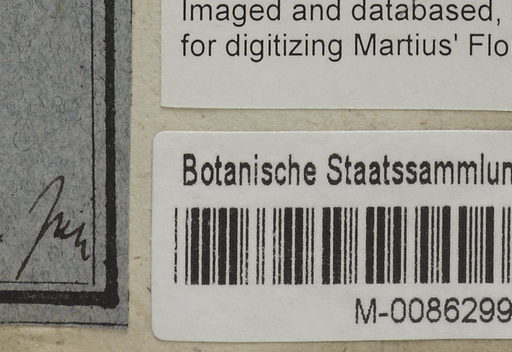 Imaged and databased,
for digitizing Martius' Flo
Botanische Staatssammlun
M-0086299